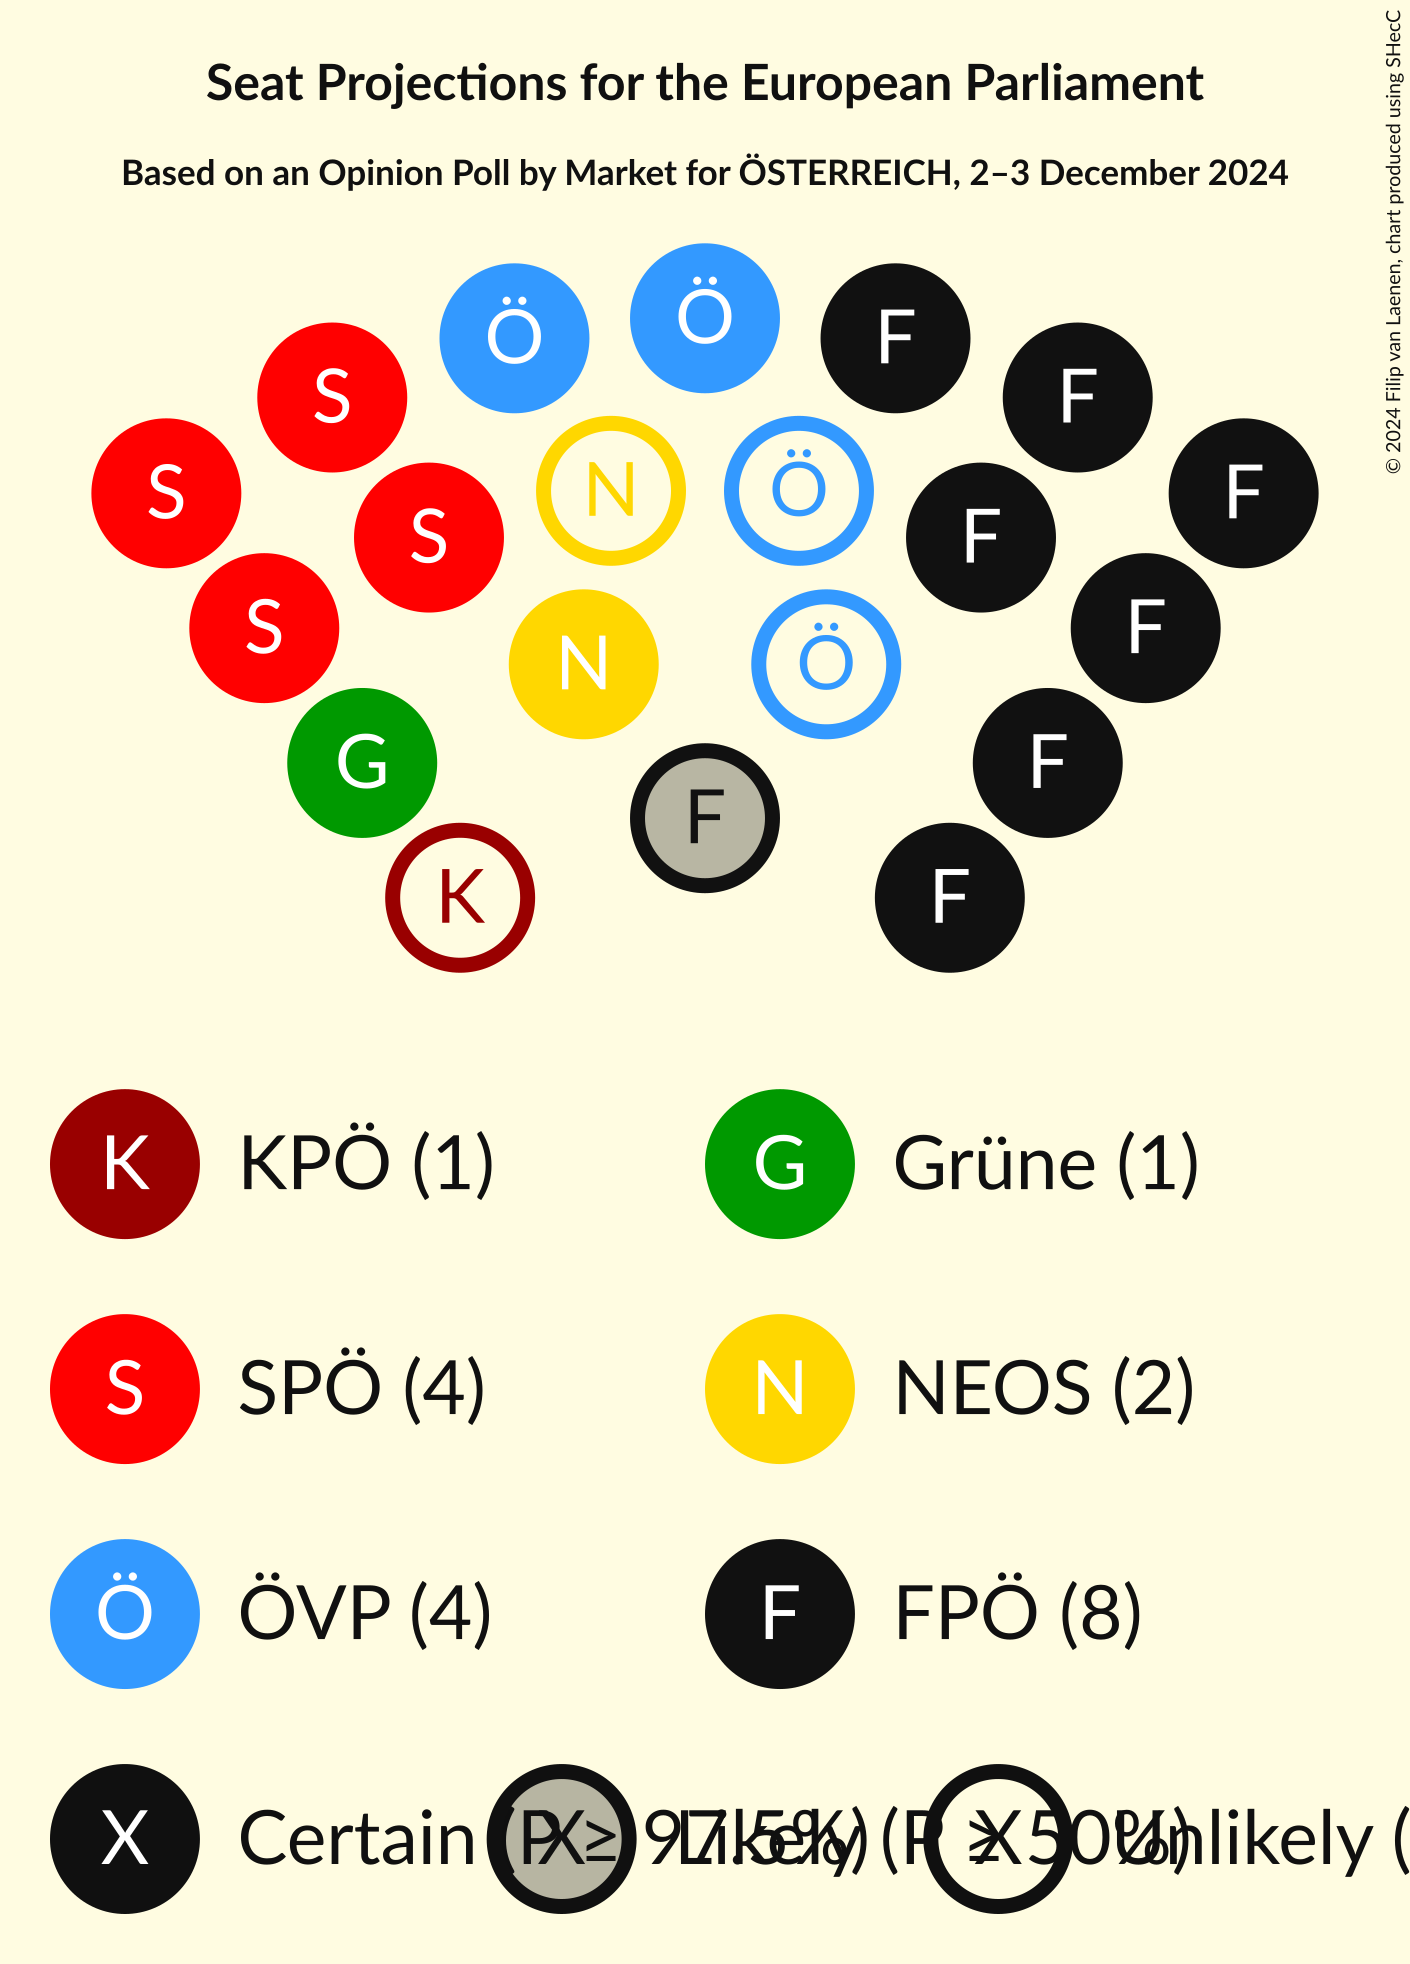 Seat Projections for the European Parliament
Based on an Opinion Poll by Market for ÖSTERREICH, 2–3 December 2024
© 2024 Filip van Laenen, chart produced using SHecC
Ö
Ö
F
S
F
S
N
Ö
F
S
F
S
N
Ö
F
G
F
F
K
F
K KPÖ (1)
G Grüne (1)
S SPÖ (4)
N NEOS (2)
Ö ÖVP (4)
F FPÖ (8)
X Certain (P ≥ 97.5%)
X Likely (P ≥ 50%)
X Unlikely (